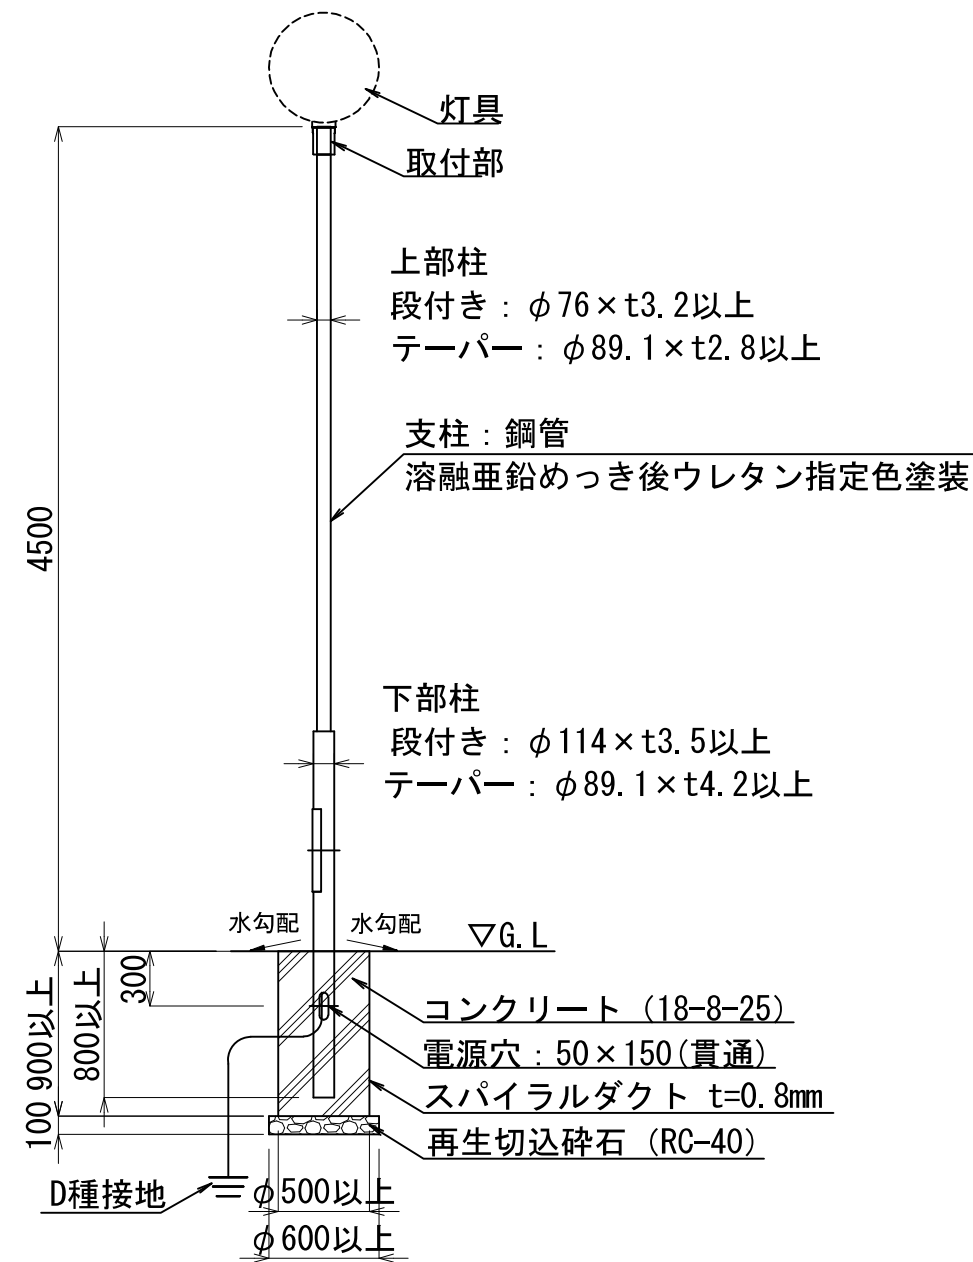 灯具
取付部
上部柱
段付き：φ76×t3.2以上
テーパー：φ89.1×t2.8以上
支柱：鋼管
溶融亜鉛めっき後ウレタン指定色塗装
4500
下部柱
段付き：φ114×t3.5以上
テーパー：φ89.1×t4.2以上
水勾配
水勾配
▽G.L
300
800以上
900以上
100
コンクリート (18-8-25)
電源穴：50×150(貫通)
スパイラルダクト t=0.8mm
再生切込砕石 (RC-40)
D種接地
φ500以上
φ600以上